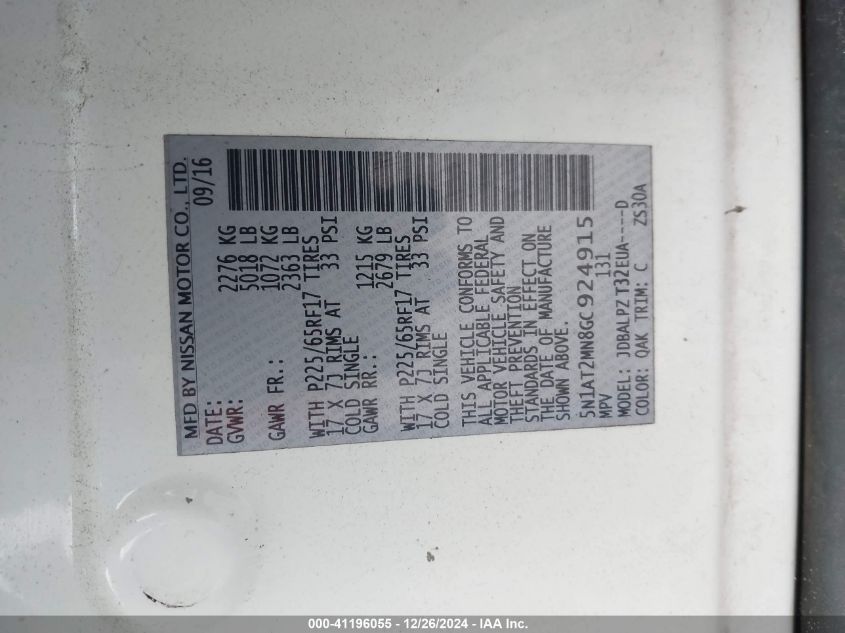 MFD BY NISSAN MOTOR CO., LTD.
DATE: 09/16
GVWR: 2276 KG
5018 LB
GAWR FR.: 1072 KG
2363 LB
WITH P225/65RF17 TIRES
17 X 7J RIMS AT 33 PSI
COLD SINGLE
GAWR RR.: 1215 KG
2679 LB
WITH P225/65RF17 TIRES
17 X 7J RIMS AT 33 PSI
COLD SINGLE
THIS VEHICLE CONFORMS TO
ALL APPLICABLE FEDERAL
MOTOR VEHICLE SAFETY AND
THEFT PREVENTION
STANDARDS IN EFFECT ON
THE DATE OF MANUFACTURE
SHOWN ABOVE.
5N1AT2MN8GC924915
MPV 131
MODEL: JDBALPZ T32EUA----D
COLOR: QAK TRIM: C ZS30A
000-41196055 - 12/26/2024 - IAA Inc.